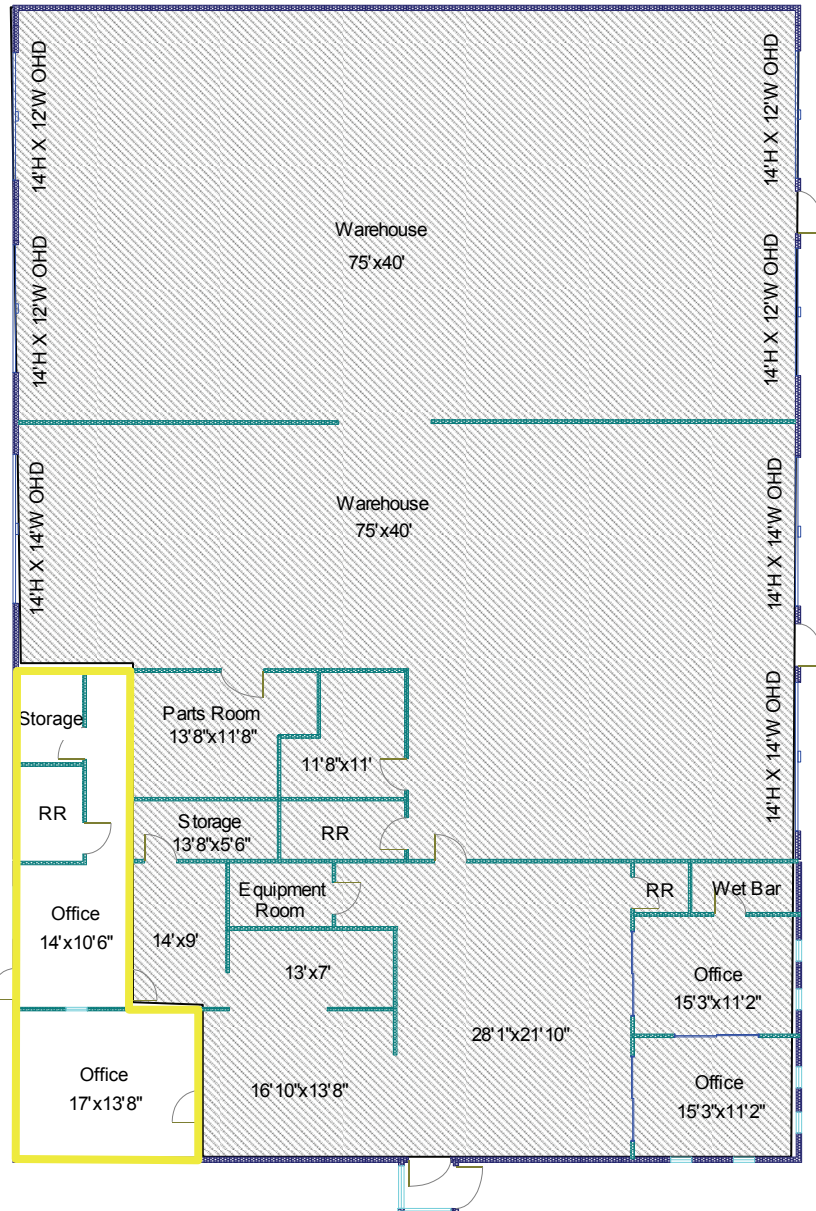 14'H X 12'W OHD
14'H X 12'W OHD
Warehouse
75'x40'
14'H X 12'W OHD
14'H X 12'W OHD
14'H X 14'W OHD
Warehouse
75'x40'
14'H X 14'W OHD
14'H X 14'W OHD
Storage
Parts Room
13'8"x11'8"
11'8"x11'
RR
Storage
13'8"x5'6"
RR
Equipment
Room
RR
Wet Bar
Office
14'x10'6"
14'x9'
13'x7'
Office
15'3"x11'2"
28'1"x21'10"
Office
17'x13'8"
16'10"x13'8"
Office
15'3"x11'2"